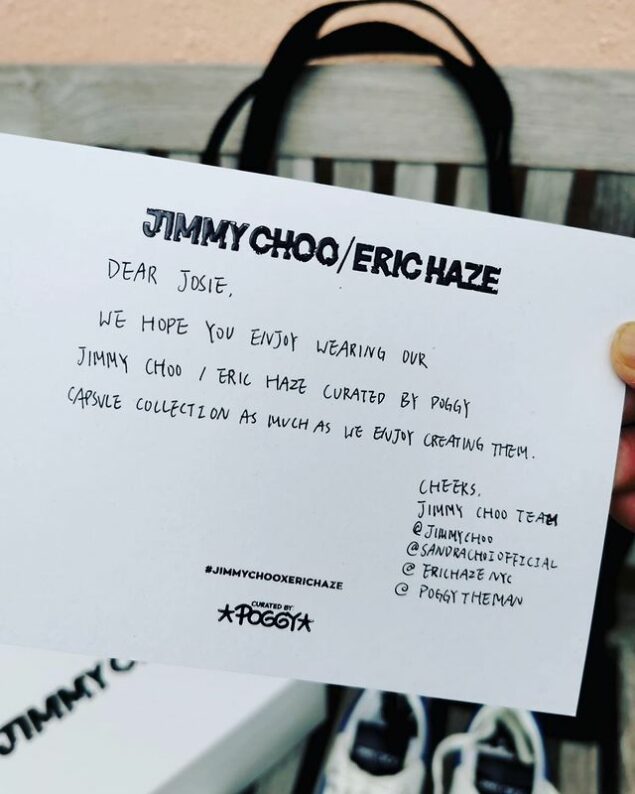 JIMMY CHOO/ERIC HAZE
DEAR JOSIE,
WE HOPE YOU ENJOY WEARING OUR
JIMMY CHOO / ERIC HAZE CURATED BY POGGY
CAPSULE COLLECTION AS MUCH AS WE ENJOY CREATING THEM.
CHEERS,
JIMMY CHOO TEAM
@JIMMYCHOO
@SANDRACHOIOFFICIAL
@ ERICHAZE NYC
@ POGGYTHEMAN
#JIMMYCHOOXERICHAZE
CURATED BY
POGGY
JIMMY C